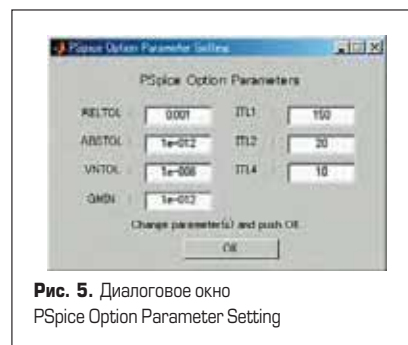 PSpice Option Parameter Setting
PSpice Option Parameters
RELTOL : 0.001 ITL1 : 150
ABSTOL : 1e-012 ITL2 : 20
VNTOL : 1e-006 ITL4 : 10
GMIN : 1e-012
Change parameter(s) and push OK
OK
Рис. 5. Диалоговое окно
PSpice Option Parameter Setting